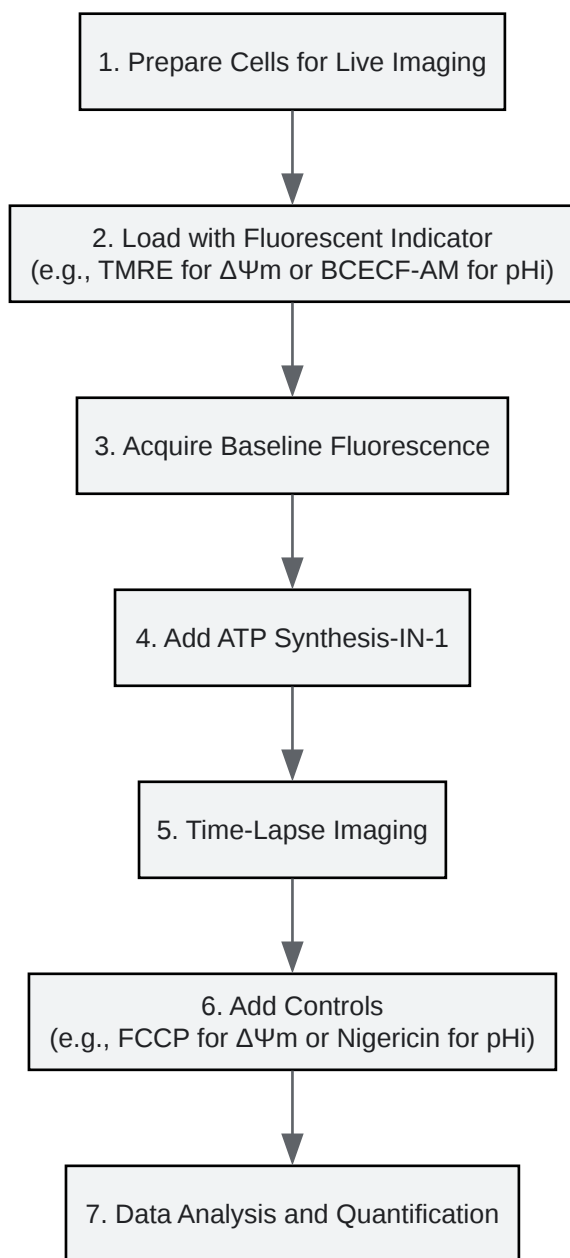 1. Prepare Cells for Live Imaging
2. Load with Fluorescent Indicator
(e.g., TMRE for ΔΨm or BCECF-AM for pHi)
3. Acquire Baseline Fluorescence
4. Add ATP Synthesis-IN-1
5. Time-Lapse Imaging
6. Add Controls
(e.g., FCCP for ΔΨm or Nigericin for pHi)
7. Data Analysis and Quantification